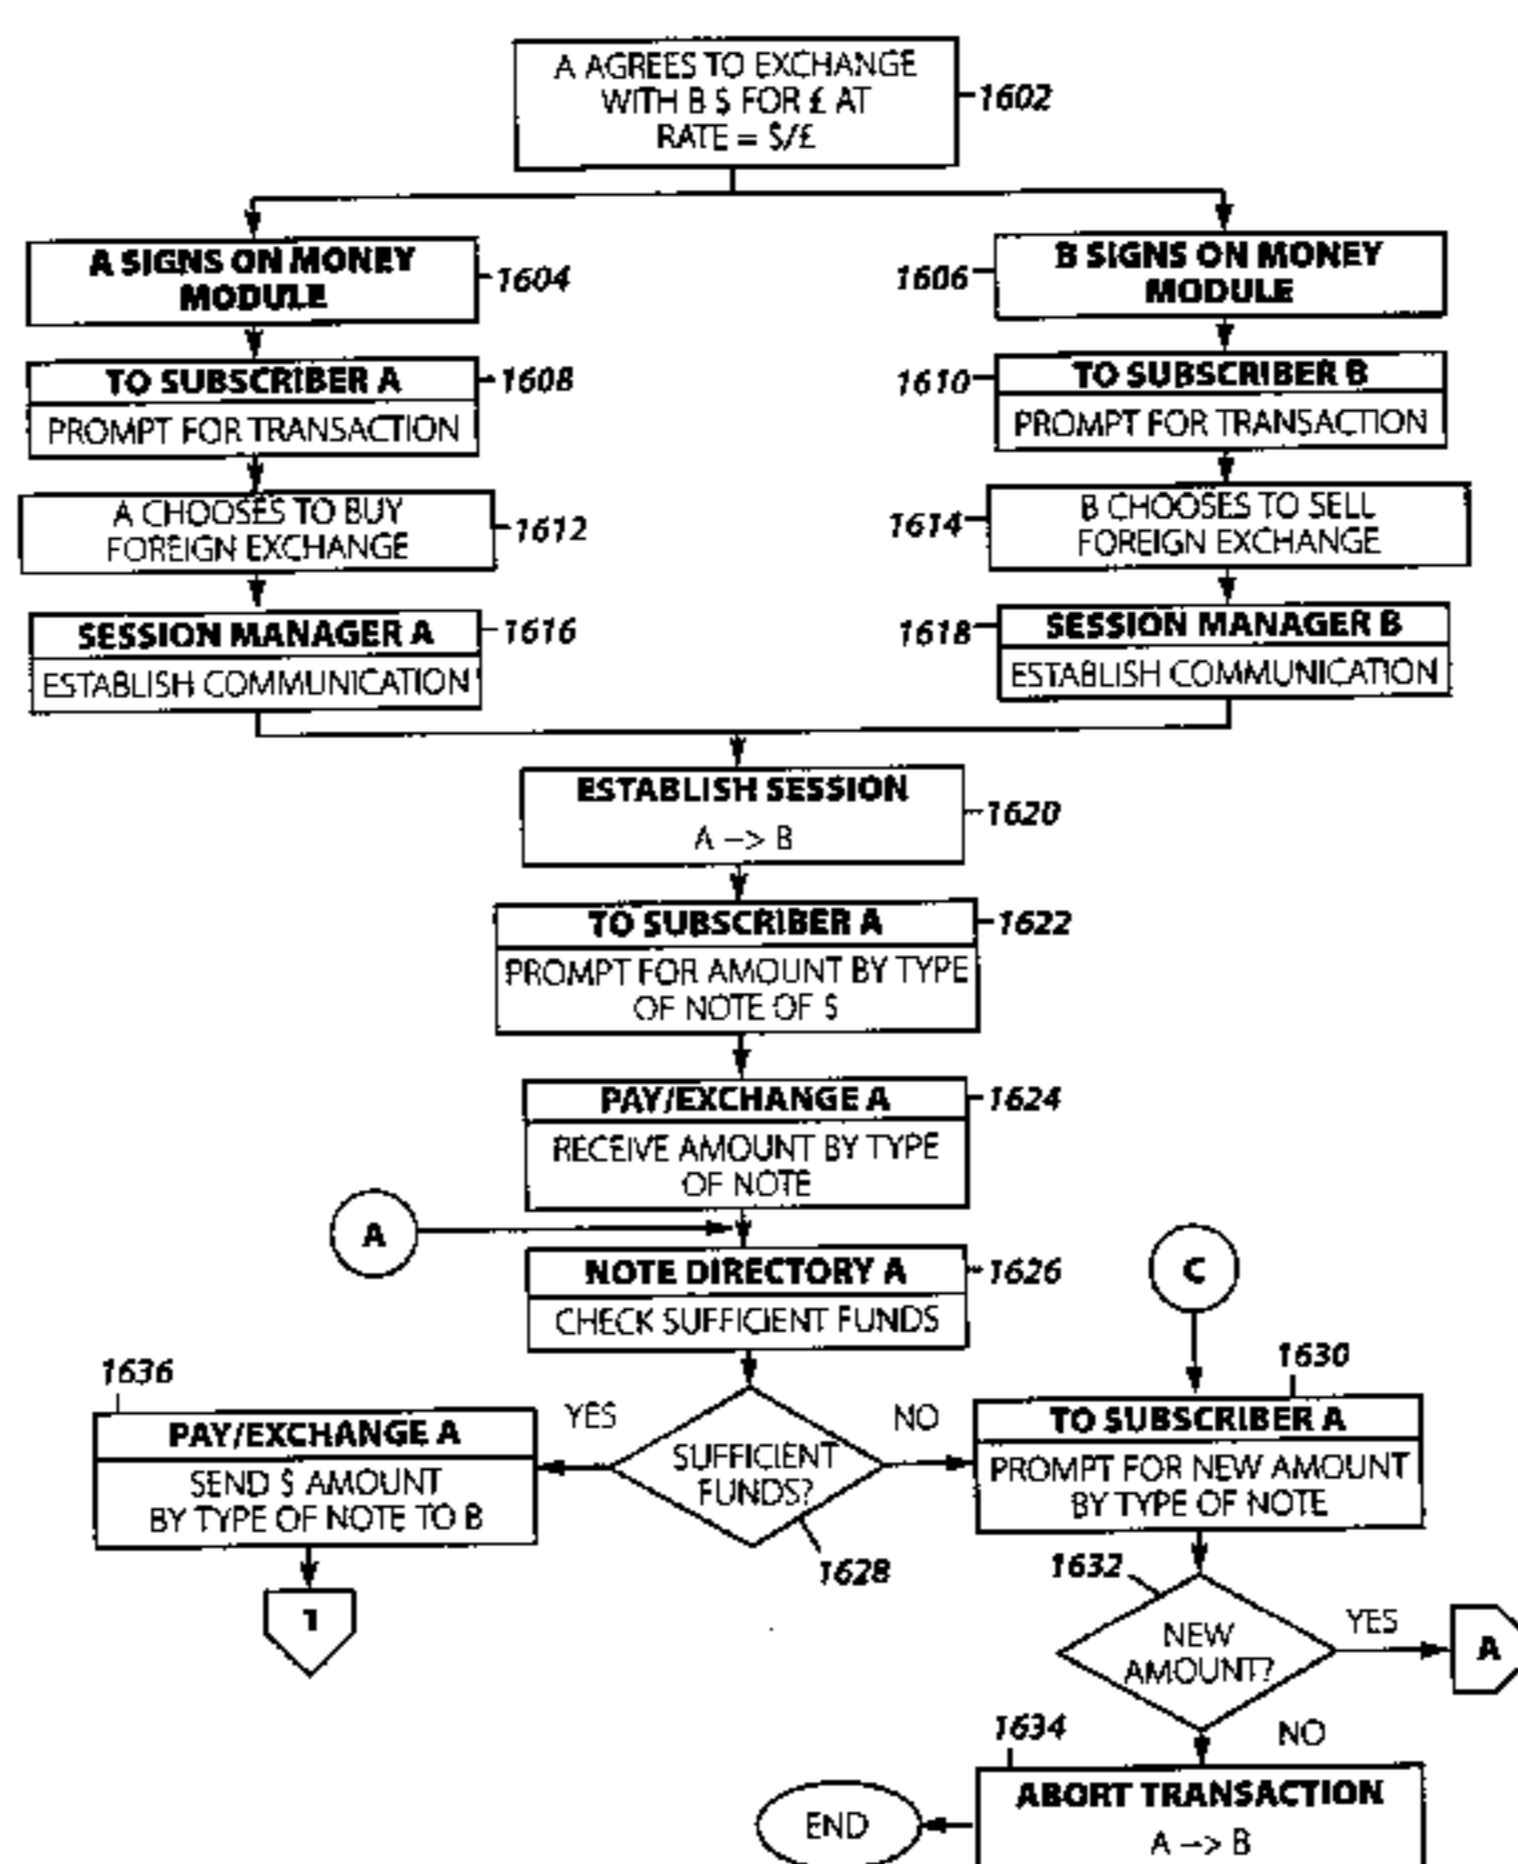 A AGREES TO EXCHANGE
WITH B $ FOR £ AT
RATE = $/£
1602
A SIGNS ON MONEY
MODULE
1604
1606
B SIGNS ON MONEY
MODULE
TO SUBSCRIBER A
1608
PROMPT FOR TRANSACTION
1610
TO SUBSCRIBER B
PROMPT FOR TRANSACTION
A CHOOSES TO BUY
FOREIGN EXCHANGE
1612
1614
B CHOOSES TO SELL
FOREIGN EXCHANGE
SESSION MANAGER A
1616
ESTABLISH COMMUNICATION
1618
SESSION MANAGER B
ESTABLISH COMMUNICATION
ESTABLISH SESSION
A --> B
1620
TO SUBSCRIBER A
1622
PROMPT FOR AMOUNT BY TYPE
OF NOTE OF $
PAY/EXCHANGE A
1624
RECEIVE AMOUNT BY TYPE
OF NOTE
A
NOTE DIRECTORY A
1626
CHECK SUFFICIENT FUNDS
C
1636
PAY/EXCHANGE A
SEND $ AMOUNT
BY TYPE OF NOTE TO B
1
YES
SUFFICIENT
FUNDS?
NO
1628
1630
TO SUBSCRIBER A
PROMPT FOR NEW AMOUNT
BY TYPE OF NOTE
1632
NEW
AMOUNT?
YES
A
NO
1634
ABORT TRANSACTION
A --> B
END